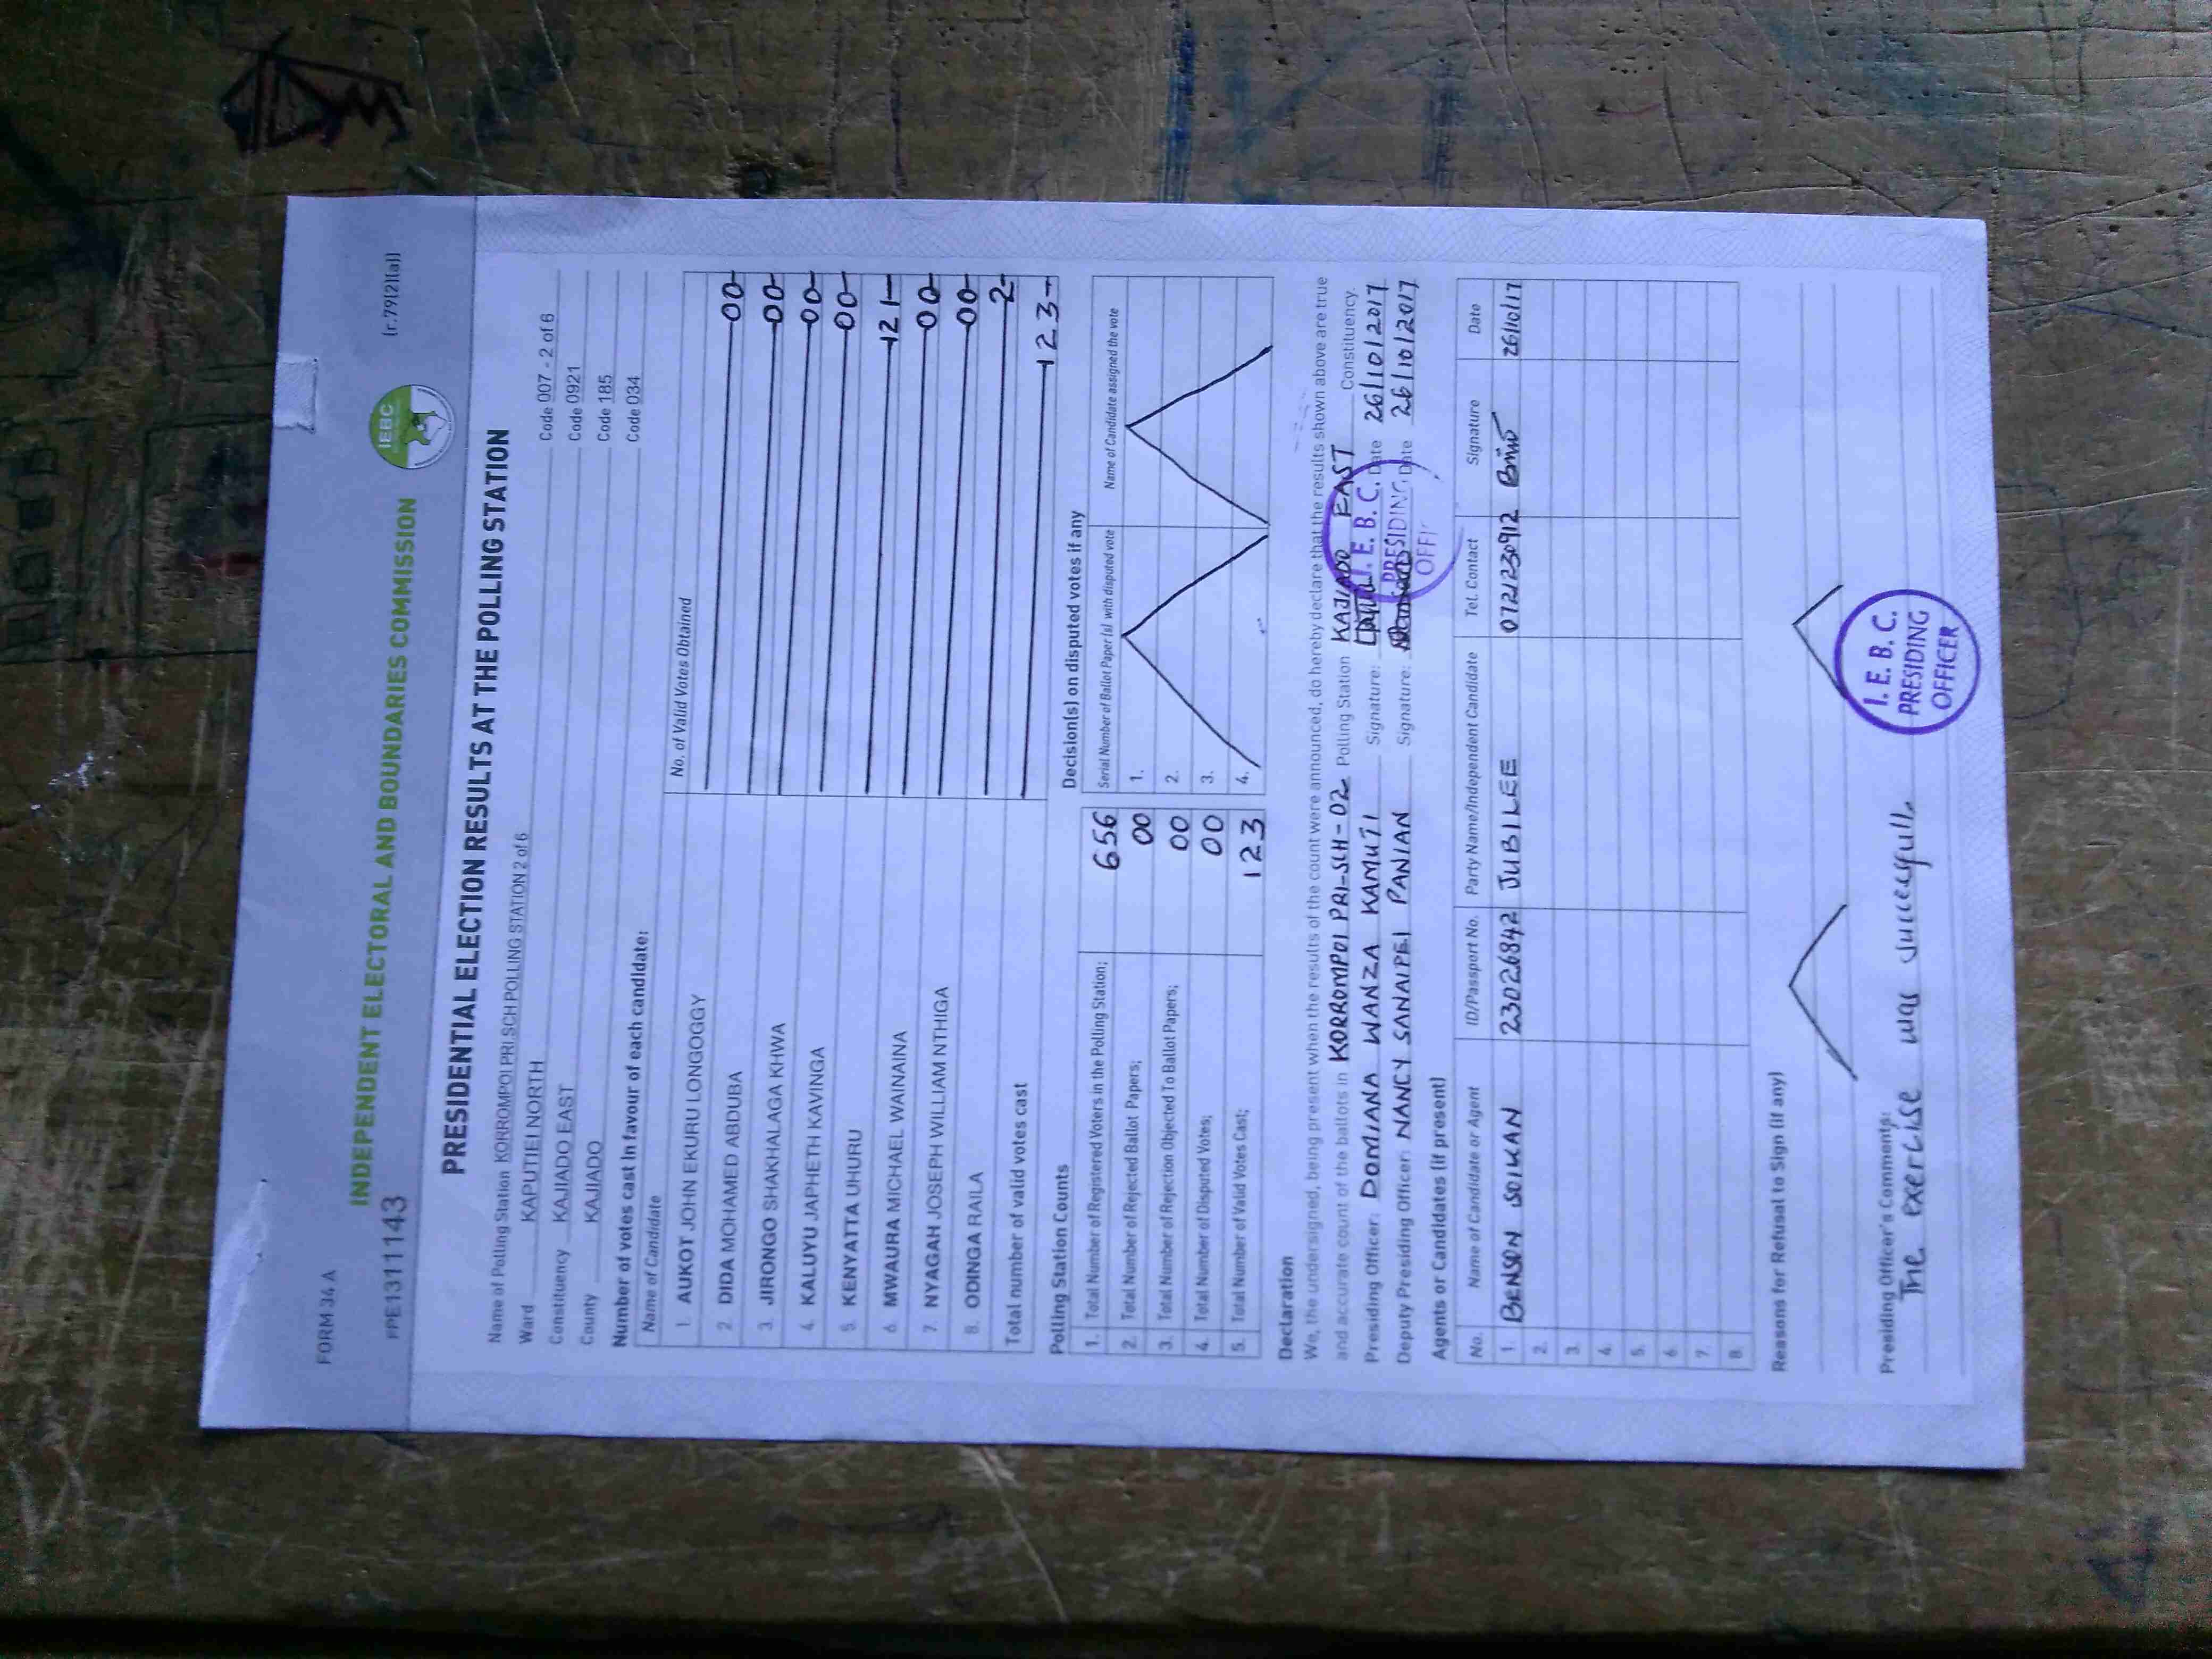 FORM 34 A
INDEPENDENT ELECTORAL AND BOUNDARIES COMMISSION
IEBC
(r.79(2)(a))
FPE1311143
PRESIDENTIAL ELECTION RESULTS AT THE POLLING STATION
Name of Polling Station KORROMPOI PRI.SCH POLLING STATION 2 of 6 Code 007 - 2 of 6
Ward KAPUTIEI NORTH Code 0921
Constituency KAJIADO EAST Code 185
County KAJIADO Code 034
Number of votes cast in favour of each candidate:
Name of Candidate No. of Valid Votes Obtained
1. AUKOT JOHN EKURU LONGOGGY 00
2. DIDA MOHAMED ABDUBA 00
3. JIRONGO SHAKHALAGA KHWA 00
4. KALUYU JAPHETH KAVINGA 00
5. KENYATTA UHURU 121
6. MWAURA MICHAEL WAINAINA 00
7. NYAGAH JOSEPH WILLIAM NTHIGA 00
8. ODINGA RAILA 2
Total number of valid votes cast 123
Polling Station Counts
1. Total Number of Registered Voters in the Polling Station; 656
2. Total Number of Rejected Ballot Papers; 00
3. Total Number of Rejection Objected To Ballot Papers; 00
4. Total Number of Disputed Votes; 00
5. Total Number of Valid Votes Cast; 123
Decision(s) on disputed votes if any
Serial Number of Ballot Paper(s) with disputed vote Name of Candidate assigned the vote
1.
2.
3.
4.
Declaration
We, the undersigned, being present when the results of the count were announced, do hereby declare that the results shown above are true
and accurate count of the ballots in KORROMPOI PRI-SCH-02 Polling Station KAJIADO EAST Constituency.
Presiding Officer: DOMIANA WANZA KAMUTI Signature: Date 26/10/2017
Deputy Presiding Officer: NANCY SANAIPEI PANIAN Signature: Date 26/10/2017
I. E. B. C.
PRESIDING
OFFI
Agents or Candidates (if present)
No. Name of Candidate or Agent ID/Passport No. Party Name/Independent Candidate Tel. Contact Signature Date
1. BENSON SOIKAN 23026842 JUBILEE 0721230912 26/10/17
2.
3.
4.
5.
6.
7.
8.
Reasons for Refusal to Sign (if any)
Presiding Officer's Comments:
The exercise was successfull
I. E. B. C.
PRESIDING
OFFICER